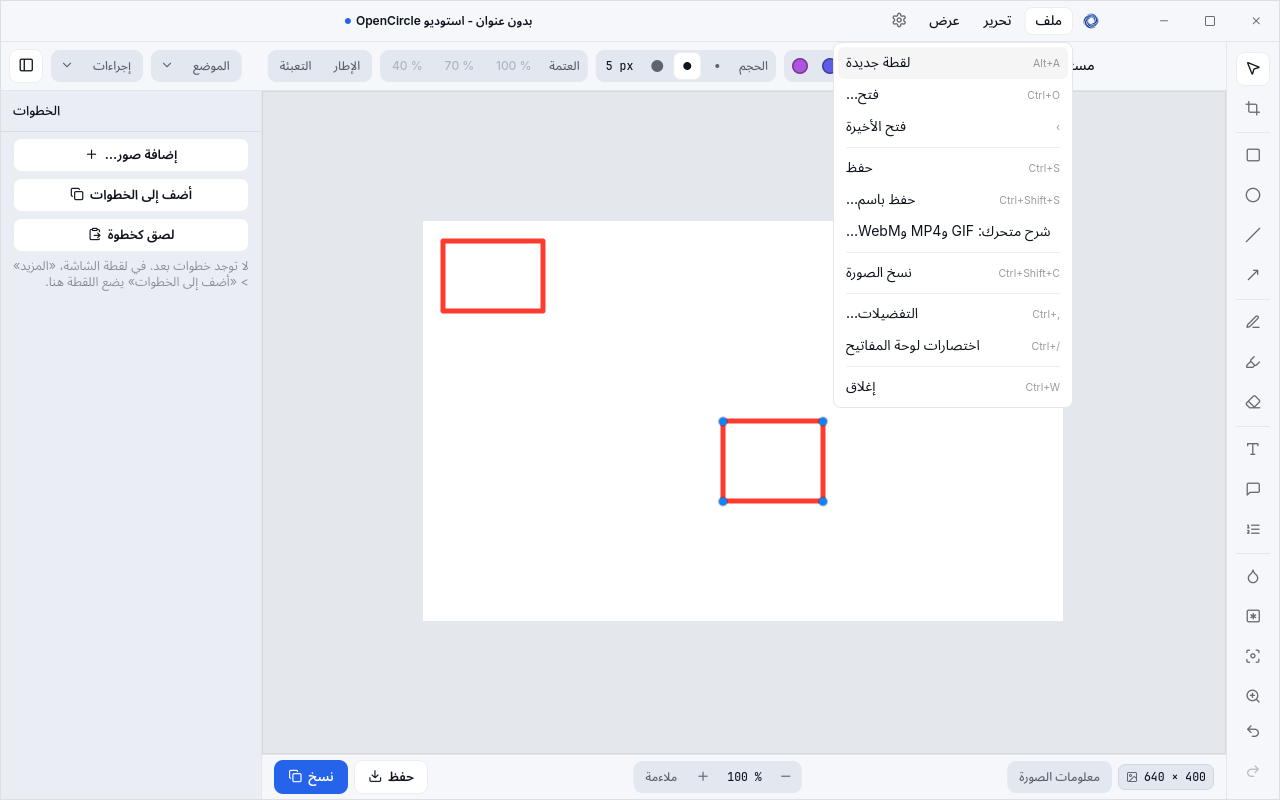 ملف
تحرير
عرض
بدون عنوان - استوديو OpenCircle
الحجم
5 px
العتمة
100 %
70 %
40 %
الإطار
التعبئة
الموضع
إجراءات
لقطة جديدة Alt+A
فتح... Ctrl+O
فتح الأخيرة
حفظ Ctrl+S
حفظ باسم... Ctrl+Shift+S
شرح متحرك: GIF وMP4 وWebM...
نسخ الصورة Ctrl+Shift+C
التفضيلات... Ctrl+,
اختصارات لوحة المفاتيح Ctrl+/
إغلاق Ctrl+W
الخطوات
إضافة صور...
أضف إلى الخطوات
لصق كخطوة
لا توجد خطوات بعد. في لقطة الشاشة، «المزيد»
> «أضف إلى الخطوات» يضع اللقطة هنا.
640 × 400
معلومات الصورة
100 %
ملاءمة
حفظ
نسخ